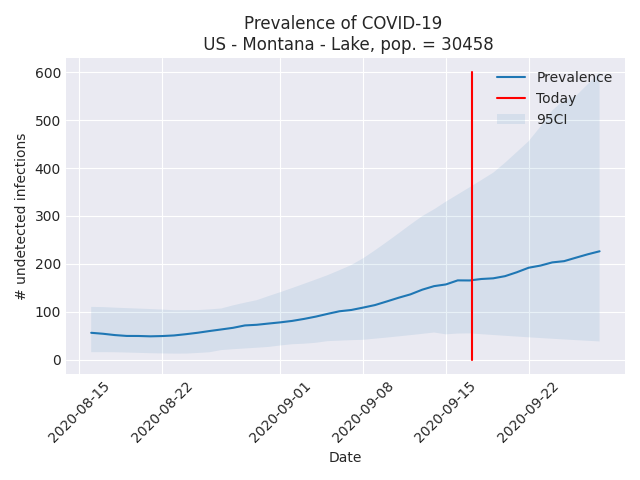 Prevalence of COVID-19
US - Montana - Lake, pop. = 30458
600
500
400
300
200
100
0
# undetected infections
Prevalence
Today
95CI
2020-08-15
2020-08-22
2020-09-01
2020-09-08
2020-09-15
2020-09-22
Date